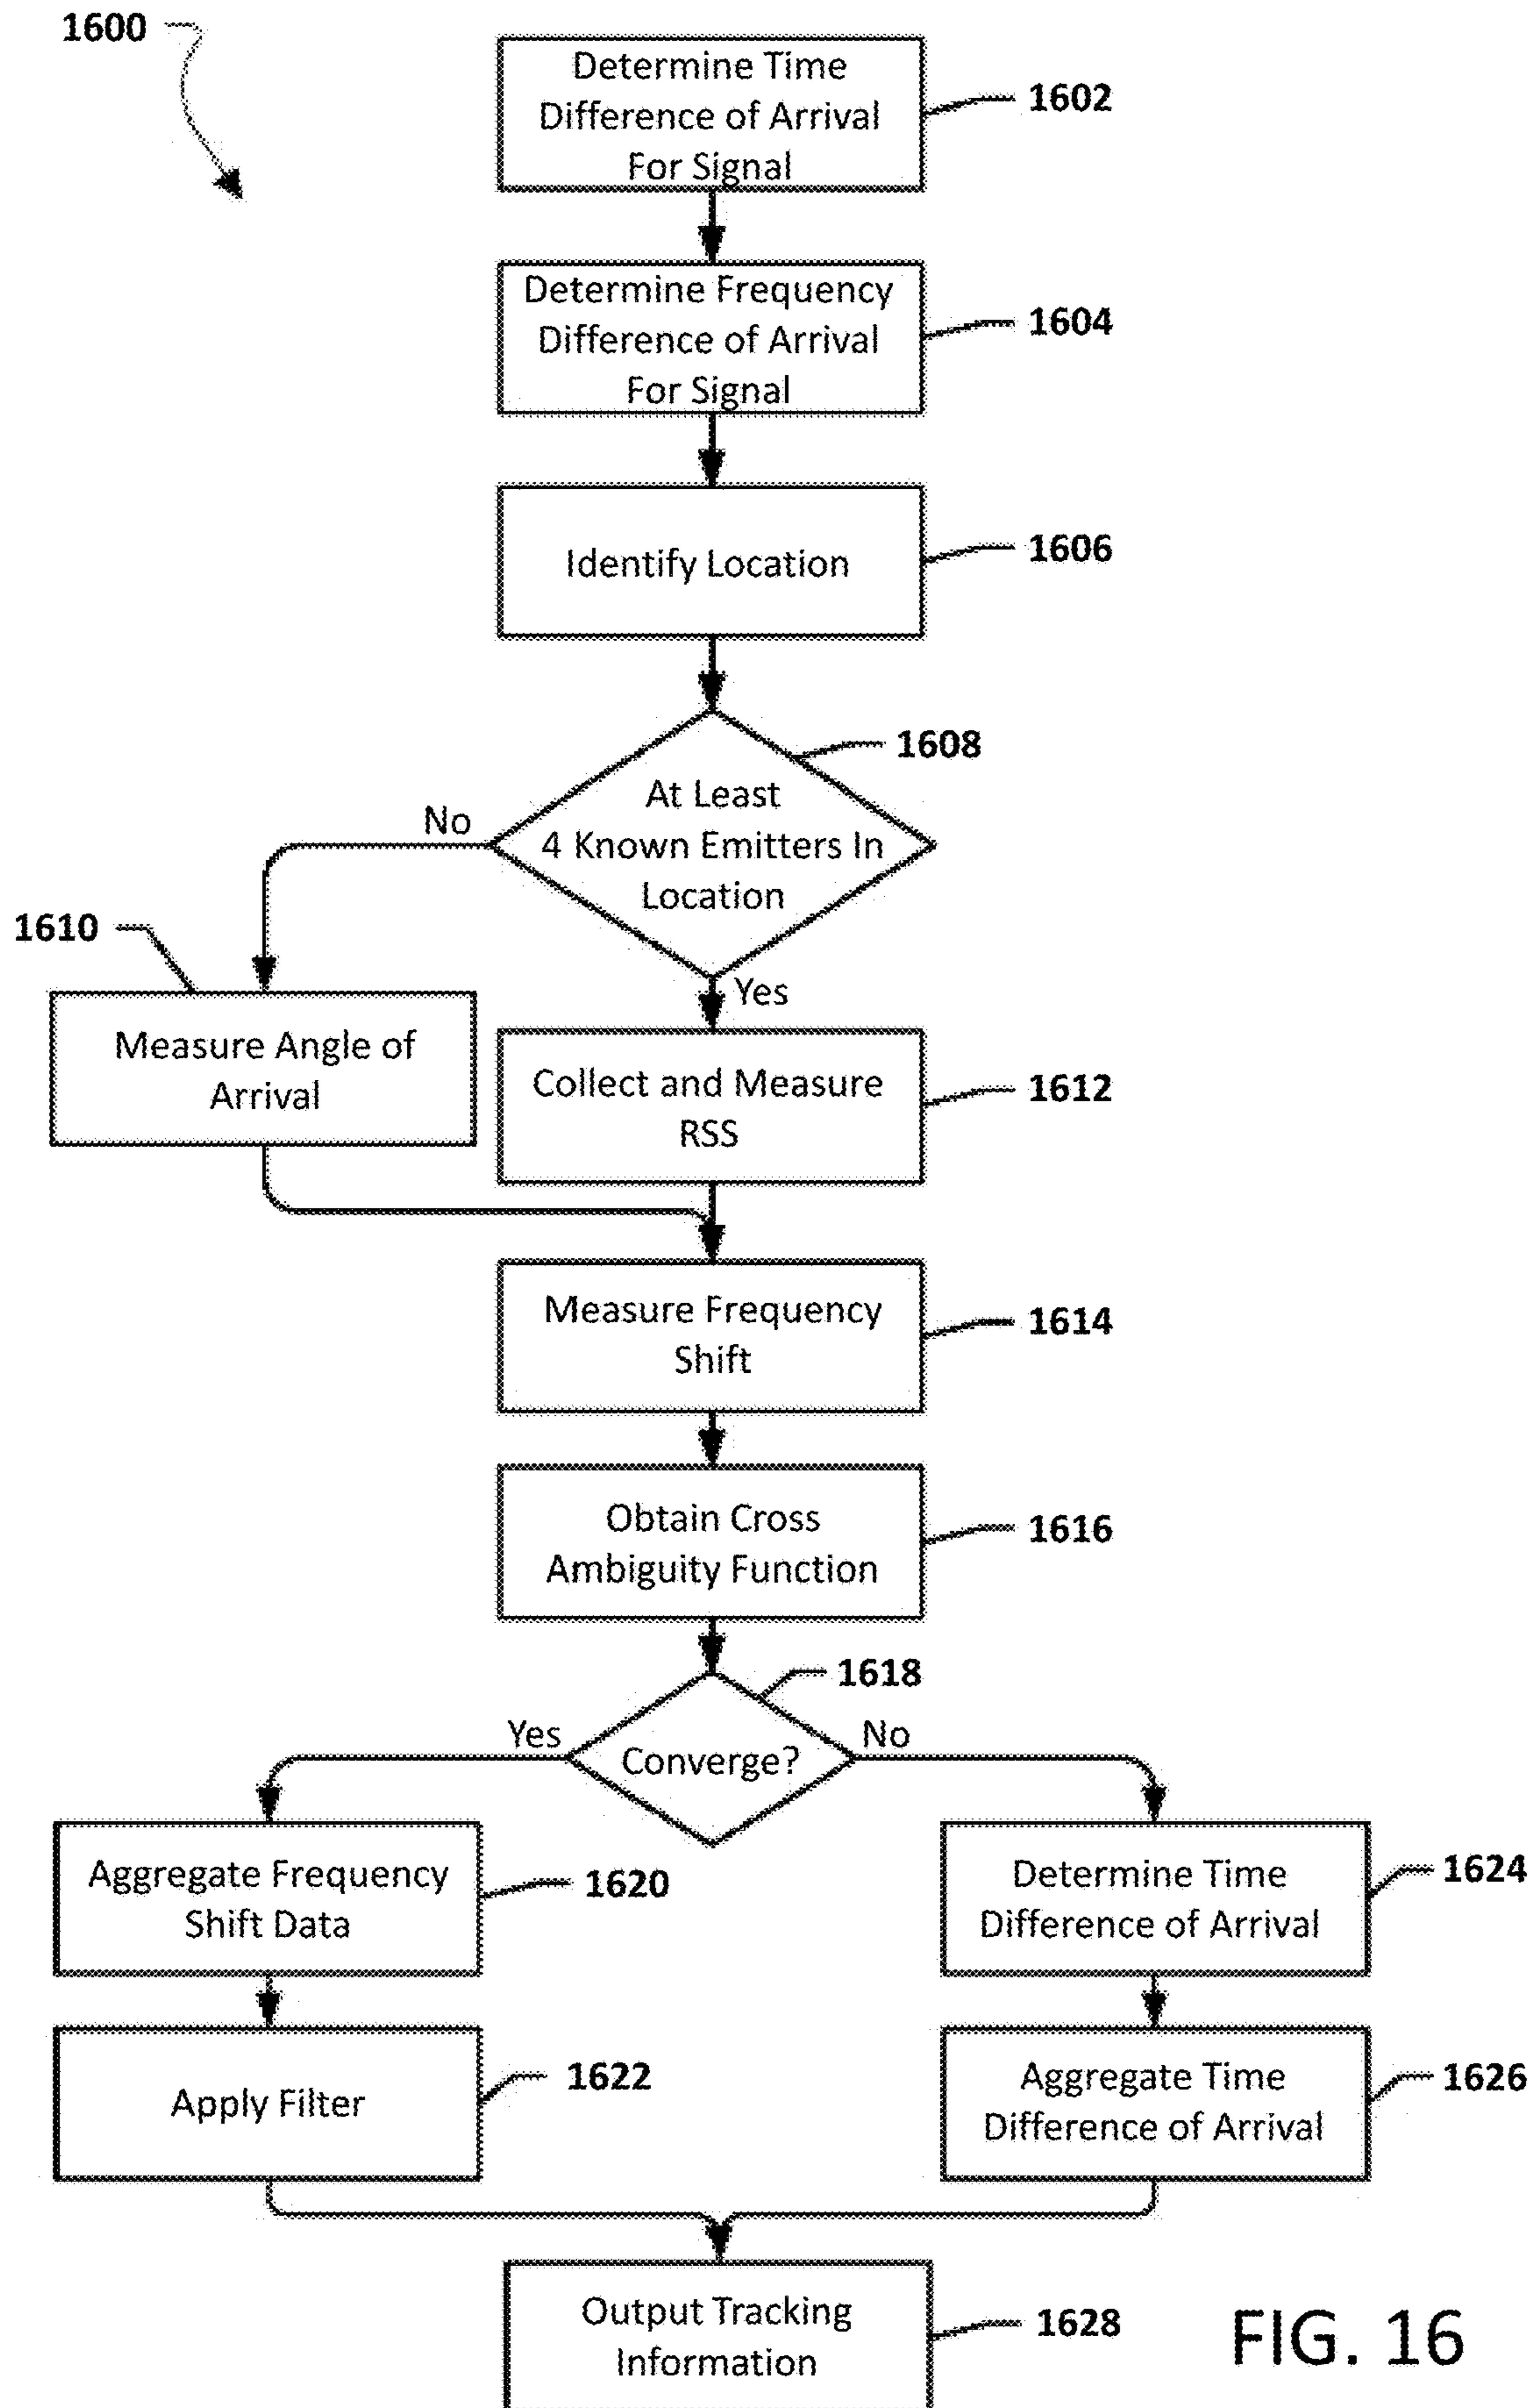 1600
Determine Time
Difference of Arrival
For Signal
1602
Determine Frequency
Difference of Arrival
For Signal
1604
Identify Location
1606
1608
At Least
4 Known Emitters In
Location
No
Yes
1610
Measure Angle of
Arrival
Collect and Measure
RSS
1612
Measure Frequency
Shift
1614
Obtain Cross
Ambiguity Function
1616
1618
Converge?
Yes
No
Aggregate Frequency
Shift Data
1620
Determine Time
Difference of Arrival
1624
Apply Filter
1622
Aggregate Time
Difference of Arrival
1626
Output Tracking
Information
1628
FIG. 16